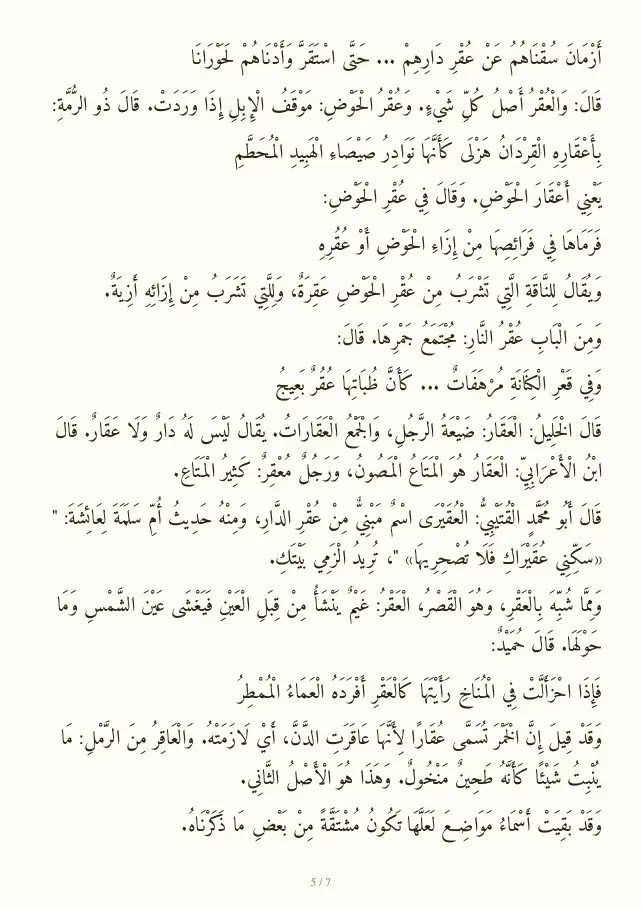 أَزْمَانَ سُقْنَاهُمُ عَنْ عُقْرِ دَارِهِمْ ... حَتَّى اسْتَقَرَّ وَأَدْنَاهُمْ لَحَوْرَانَا
قَالَ: وَالْعُقْرُ أَصْلُ كُلِّ شَيْءٍ. وَعُقْرُ الْحَوْضِ: مَوْقَفُ الْإِبِلِ إِذَا وَرَدَتْ. قَالَ ذُو الرُّمَّةِ:
بِأَعْقَارِهِ الْقِرْدَانُ هَزْلَى كَأَنَّهَا نَوَادِرُ صَيْصَاءِ الْهَبِيدِ الْمُحَطَّمِ
يَعْنِي أَعْقَارَ الْحَوْضِ. وَقَالَ فِي عُقْرِ الْحَوْضِ:
فَرَمَاهَا فِي فَرَائِصِهَا مِنْ إِزَاءِ الْحَوْضِ أَوْ عُقُرِهِ
وَيُقَالُ لِلنَّاقَةِ الَّتِي تَشْرَبُ مِنْ عُقْرِ الْحَوْضِ عَقِرَةٌ، وَلِلَّتِي تَشَرَبُ مِنْ إِزَائِهِ أَزِيَةٌ.
وَمِنَ الْبَابِ عُقْرُ النَّارِ: مُجْتَمَعُ جَمْرِهَا. قَالَ:
وَفِي قَعْرِ الْكِنَانَةِ مُرْهَفَاتٌ ... كَأَنَّ ظُبَاتِهَا عُقُرٌ بَعِيجُ
قَالَ الْخَلِيلُ: الْعَقَارُ: ضَيْعَةُ الرَّجُلِ، وَالْجَمْعُ الْعَقَارَاتُ. يُقَالُ لَيْسَ لَهُ دَارٌ وَلَا عَقَارٌ. قَالَ
ابْنُ الْأَعْرَابِيِّ: الْعَقَارُ هُوَ الْمَتَاعُ الْمَصُونُ، وَرَجُلٌ مُعْقِرٌ: كَثِيرُ الْمَتَاعِ.
قَالَ أَبُو مُحَمَّدٍ الْقُتَيْبِيُّ: الْعُقَيْرَى اسْمٌ مَبْنِيٌّ مِنْ عُقْرِ الدَّارِ، وَمِنْهُ حَدِيثُ أُمِّ سَلَمَةَ لِعَائِشَةَ: "
«سَكِّنِي عُقَيْرَاكِ فَلَا تُصْحِرِيهَا» "، تُرِيدُ الْزَمِي بَيْتَكِ.
وَمِمَّا شُبِّهَ بِالْعَقْرِ، وَهُوَ الْقَصْرُ، الْعَقْرُ: غَيْمٌ يَنْشَأُ مِنْ قِبَلِ الْعَيْنِ فَيَغْشَى عَيْنَ الشَّمْسِ وَمَا
حَوْلَهَا. قَالَ حُمَيْدٌ:
فَإِذَا احْزَأَلَّتْ فِي الْمُنَاخِ رَأَيْتَهَا كَالْعَقْرِ أَفْرَدَهُ الْعَمَاءُ الْمُمْطِرُ
وَقَدْ قِيلَ إِنَّ الْخَمْرَ تُسَمَّى عُقَارًا لِأَنَّهَا عَاقَرَتِ الدَّنَّ، أَيْ لَازَمَتْهُ. وَالْعَاقِرُ مِنَ الرَّمْلِ: مَا
يُنْبِتُ شَيْئًا كَأَنَّهُ طَحِينٌ مَنْخُولٌ. وَهَذَا هُوَ الْأَصْلُ الثَّانِي.
وَقَدْ بَقِيَتْ أَسْمَاءُ مَوَاضِعَ لَعَلَّهَا تَكُونُ مُشْتَقَّةً مِنْ بَعْضِ مَا ذَكَرْنَاهُ.
5 / 7